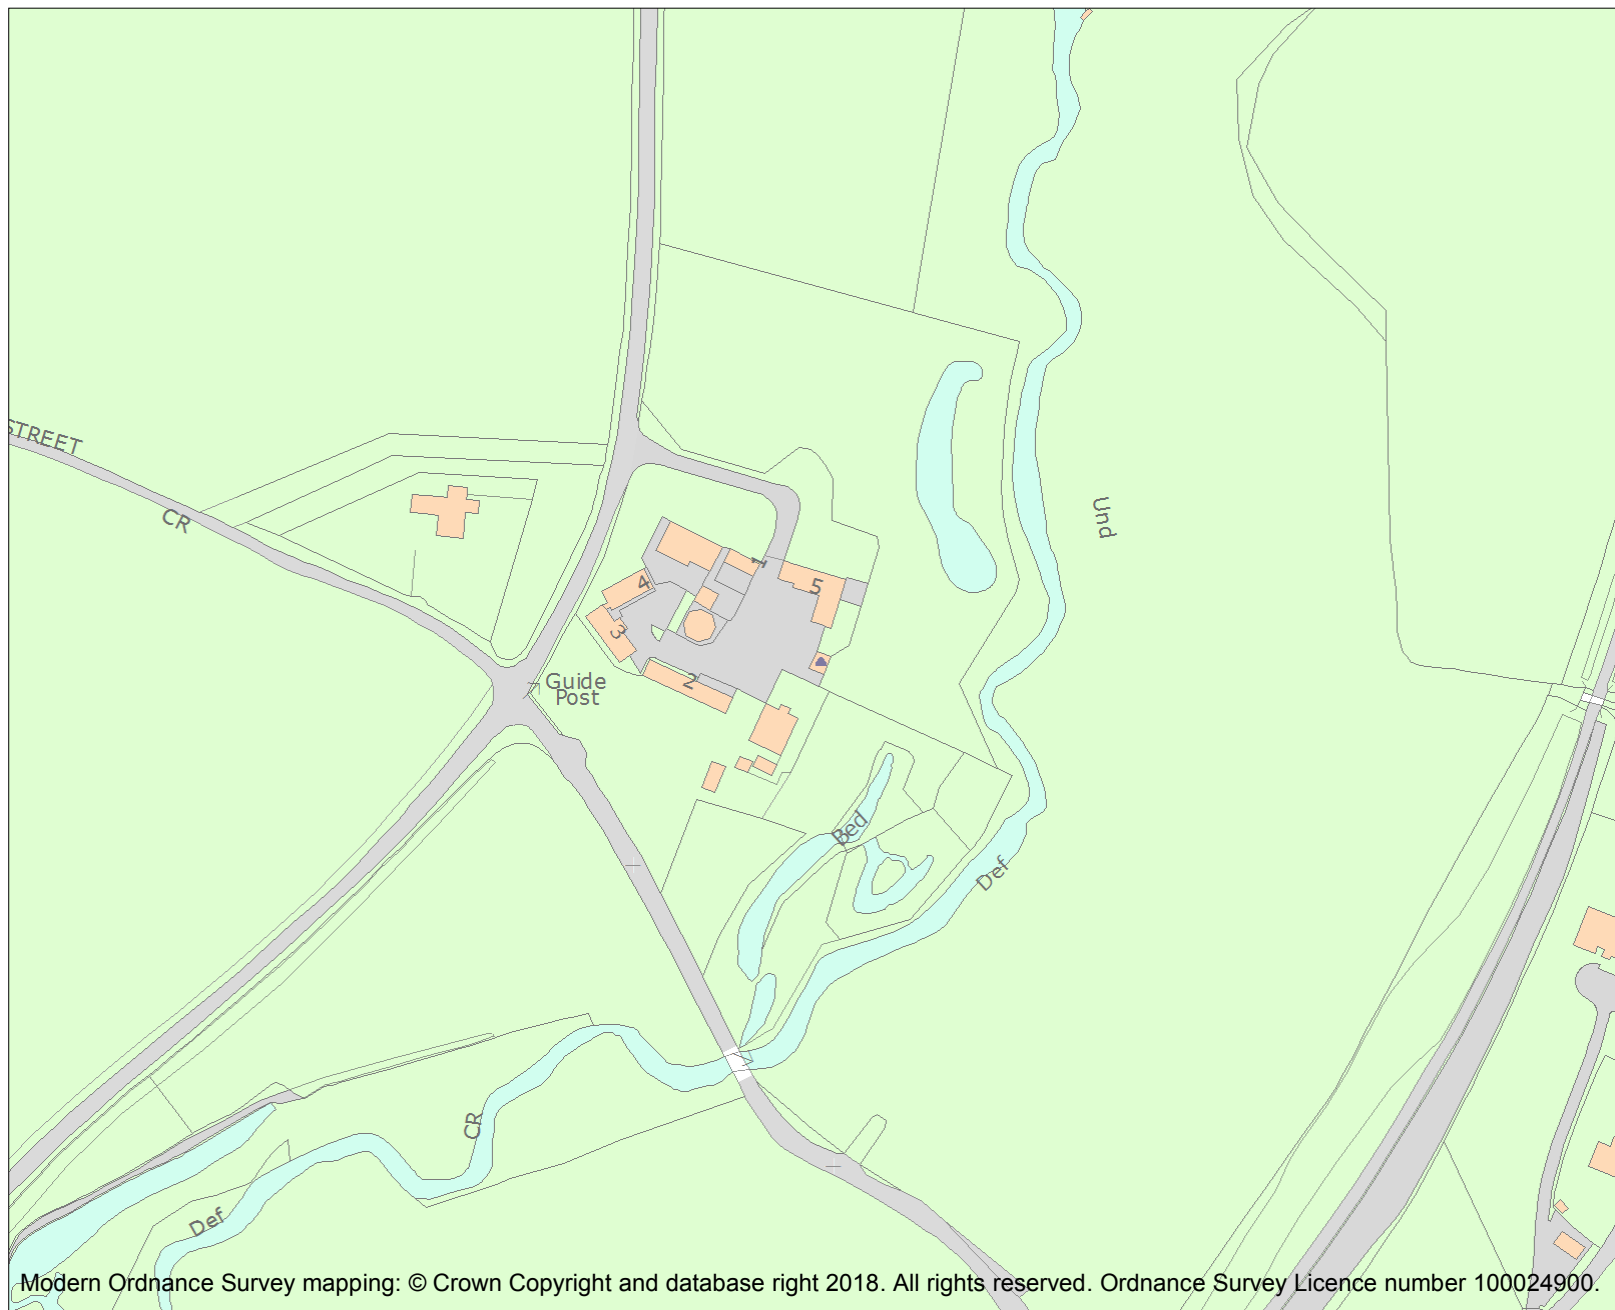 STREET
CR
Und
1
4
5
3
2
Guide
Post
Bed
Def
CR
Def
Modern Ordnance Survey mapping: © Crown Copyright and database right 2018. All rights reserved. Ordnance Survey Licence number 100024900.